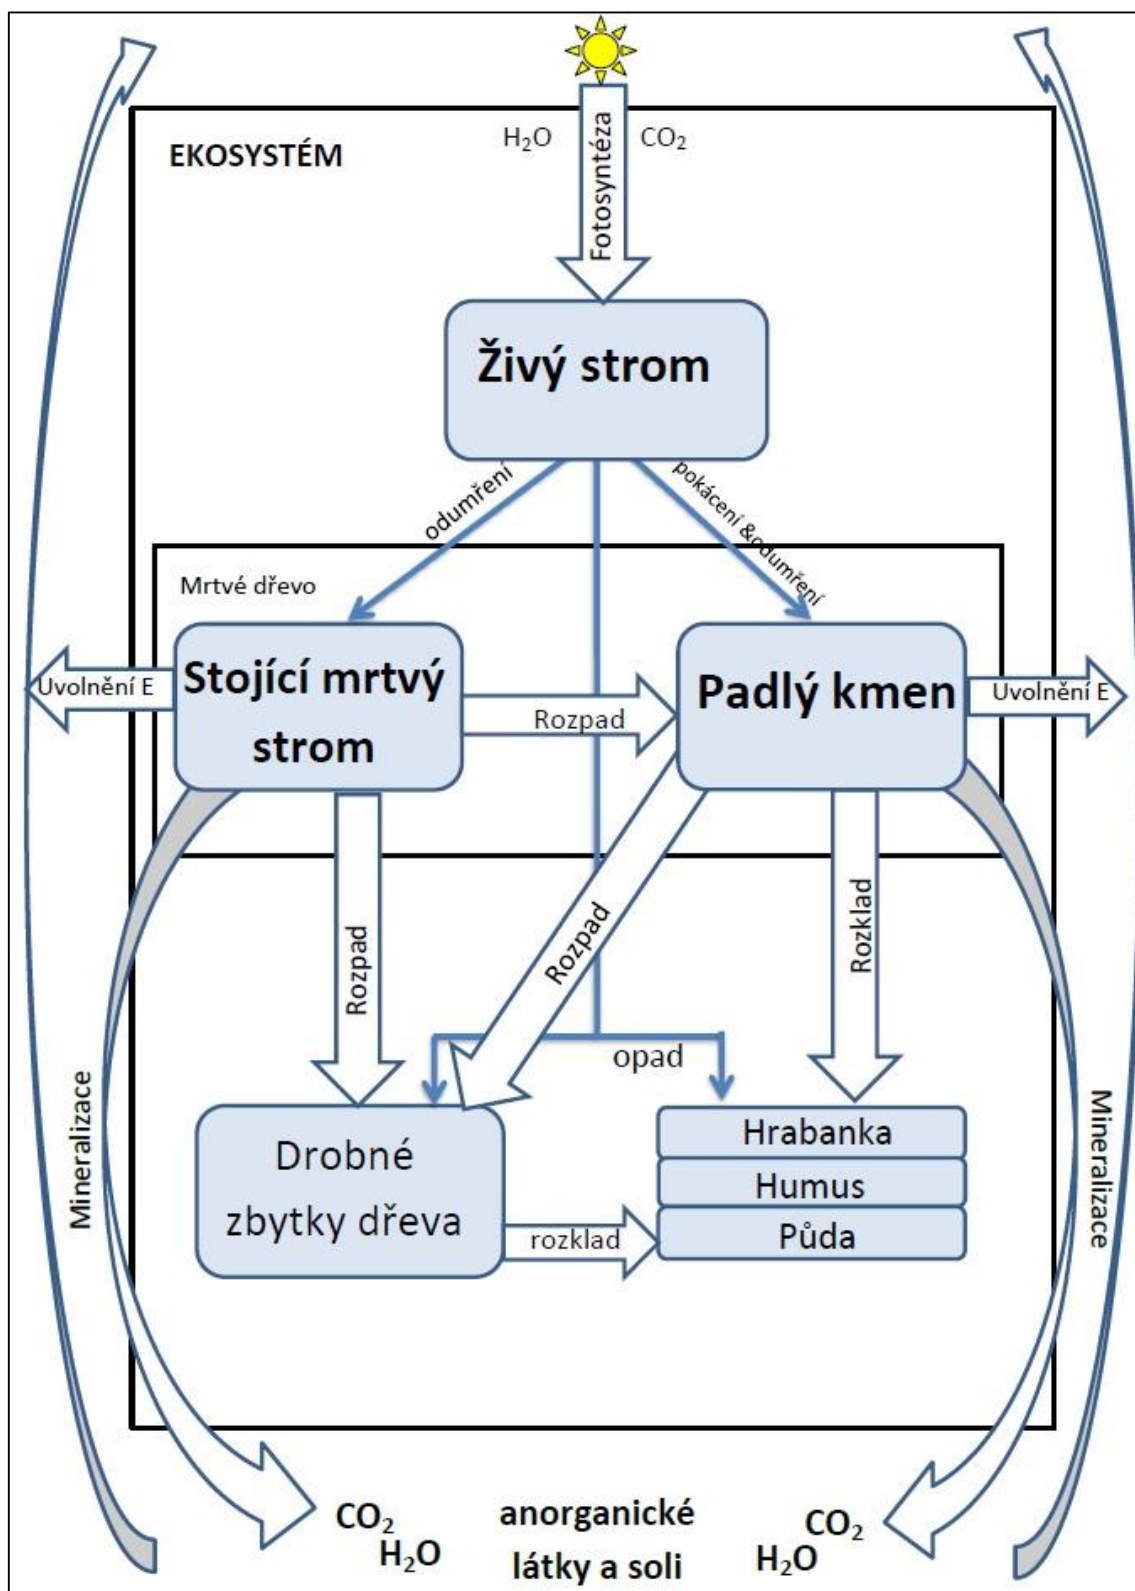 H₂O
CO₂
Fotosyntéza
EKOSYSTÉM
Živý strom
odumření
pokácení &odumření
Mrtvé dřevo
Stojící mrtvý
strom
Padlý kmen
Uvolnění E
Rozpad
Uvolnění E
Rozpad
Rozpad
Rozklad
opad
Mineralizace
Mineralizace
Drobné
zbytky dřeva
rozklad
Hrabanka
Humus
Půda
CO₂
H₂O
anorganické
látky a soli
CO₂
H₂O